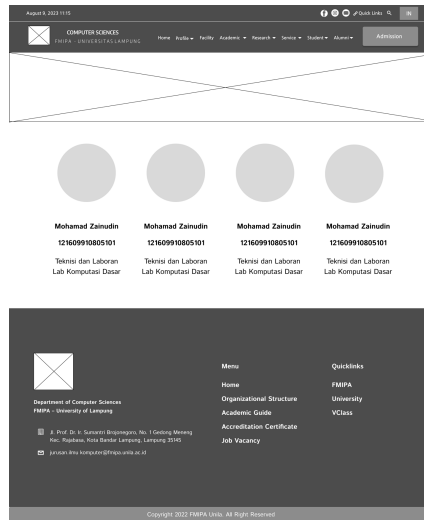 August 9, 2023 11:15
Quick Links
IN
COMPUTER SCIENCES
FMIPA - UNIVERSITAS LAMPUNG
Home Profile Facility Academic Research Service Student Alumni
Admission
Mohamad Zainudin Mohamad Zainudin Mohamad Zainudin Mohamad Zainudin
121609910805101 121609910805101 121609910805101 121609910805101
Teknisi dan Laboran Teknisi dan Laboran Teknisi dan Laboran Teknisi dan Laboran
Lab Komputasi Dasar Lab Komputasi Dasar Lab Komputasi Dasar Lab Komputasi Dasar
Department of Computer Sciences
FMIPA – University of Lampung
Jl. Prof. Dr. Ir. Sumantri Brojonegoro, No. 1 Gedong Meneng
Kec. Rajabasa, Kota Bandar Lampung, Lampung 35145
jurusan.ilmu komputer@fmipa.unila.ac.id
Menu
Home
Organizational Structure
Academic Guide
Accreditation Certificate
Job Vacancy
Quicklinks
FMIPA
University
VClass
Copyright 2022 FMIPA Unila. All Right Reserved